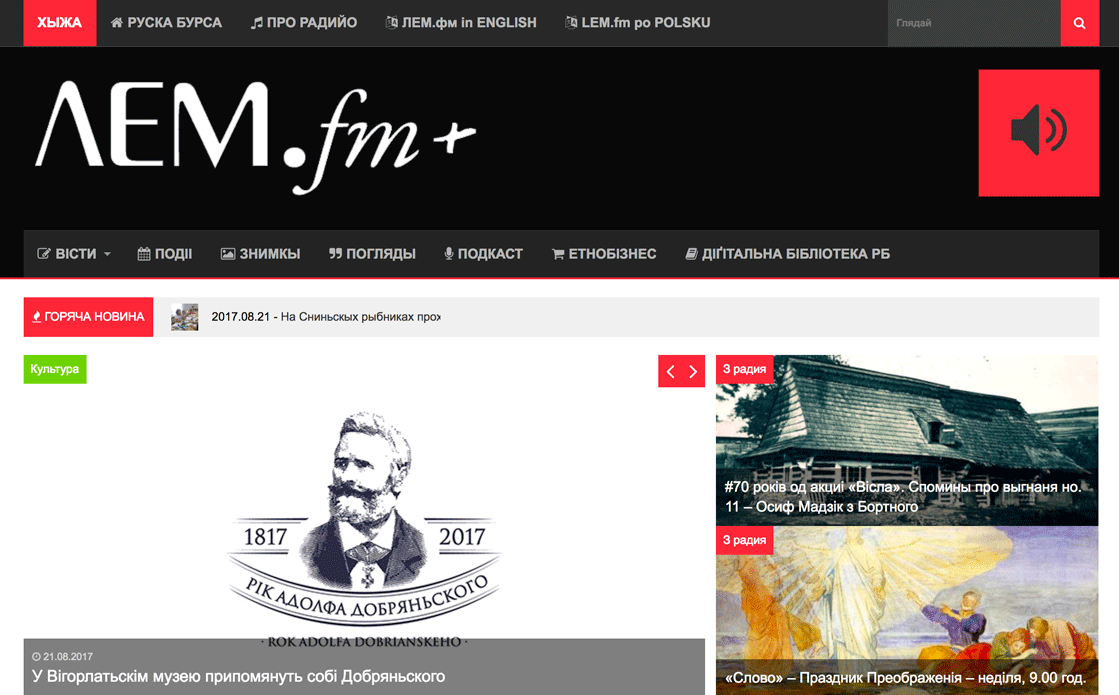 ХЫЖА
РУСКА БУРСА
ПРО РАДИЙО
ЛЕМ.фм in ENGLISH
LEM.fm po POLSKU
Глядай
ЛЕМ.fm+
ВІСТИ
ПОДІЇ
ЗНИМКЫ
ПОГЛЯДЫ
ПОДКАСТ
ЕТНОБІЗНЕС
ДІҐІТАЛЬНА БІБЛІОТЕКА РБ
ГОРЯЧА НОВИНА
2017.08.21 - На Сниньскых рыбниках прох
Культура
1817
2017
РІК АДОЛФА ДОБРЯНЬСКОГО
· ROK ADOLFA DOBRIANSKEHO ·
21.08.2017
У Вігорлатьскім музею припомянуть собі Добряньского
З радия
#70 років од акциі «Вісла». Спомины про выгнаня но.
11 – Осиф Мадзік з Бортного
З радия
«Слово» – Праздник Преображенія – неділя, 9.00 год.